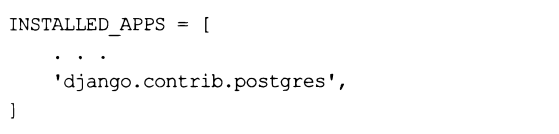 INSTALLED_APPS = [
. . .
'django.contrib.postgres',
]